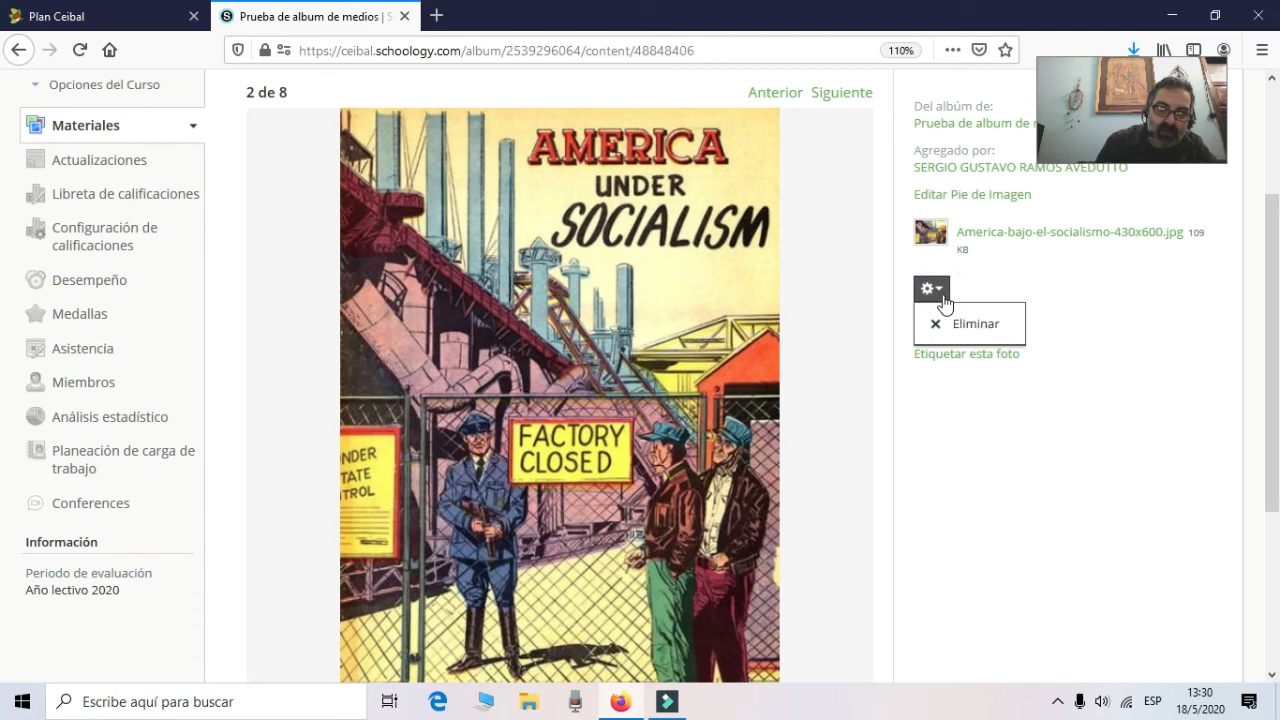 Plan Ceibal
Prueba de album de medios | S
https://ceibal.schoology.com/album/2539296064/content/48848406
110%
Opciones del Curso
Materiales
Actualizaciones
Libreta de calificaciones
Configuración de
calificaciones
Desempeño
Medallas
Asistencia
Miembros
Análisis estadístico
Planeación de carga de
trabajo
Conferences
Información
Periodo de evaluación
Año lectivo 2020
2 de 8
Anterior Siguiente
AMERICA
UNDER
SOCIALISM
FACTORY
CLOSED
NDER
TATE
TROL
Del albúm de:
Prueba de album de
Agregado por:
SERGIO GUSTAVO RAMOS AVEDUTTO
Editar Pie de Imagen
America-bajo-el-socialismo-430x600.jpg 109
KB
Eliminar
Etiquetar esta foto
Escribe aquí para buscar
ESP
13:30
18/5/2020